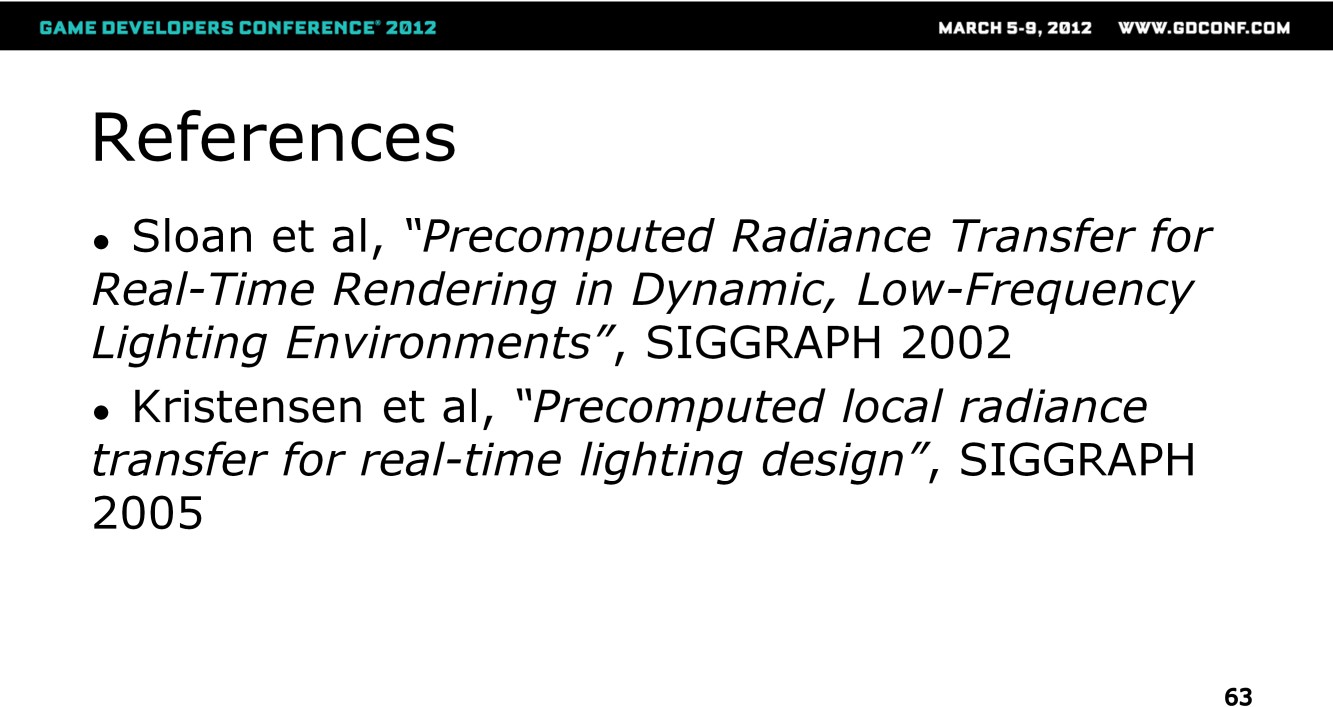 GAME DEVELOPERS CONFERENCE® 2012 MARCH 5-9, 2012 WWW.GDCONF.COM
References
● Sloan et al, “Precomputed Radiance Transfer for
Real-Time Rendering in Dynamic, Low-Frequency
Lighting Environments”, SIGGRAPH 2002
● Kristensen et al, “Precomputed local radiance
transfer for real-time lighting design”, SIGGRAPH
2005
63